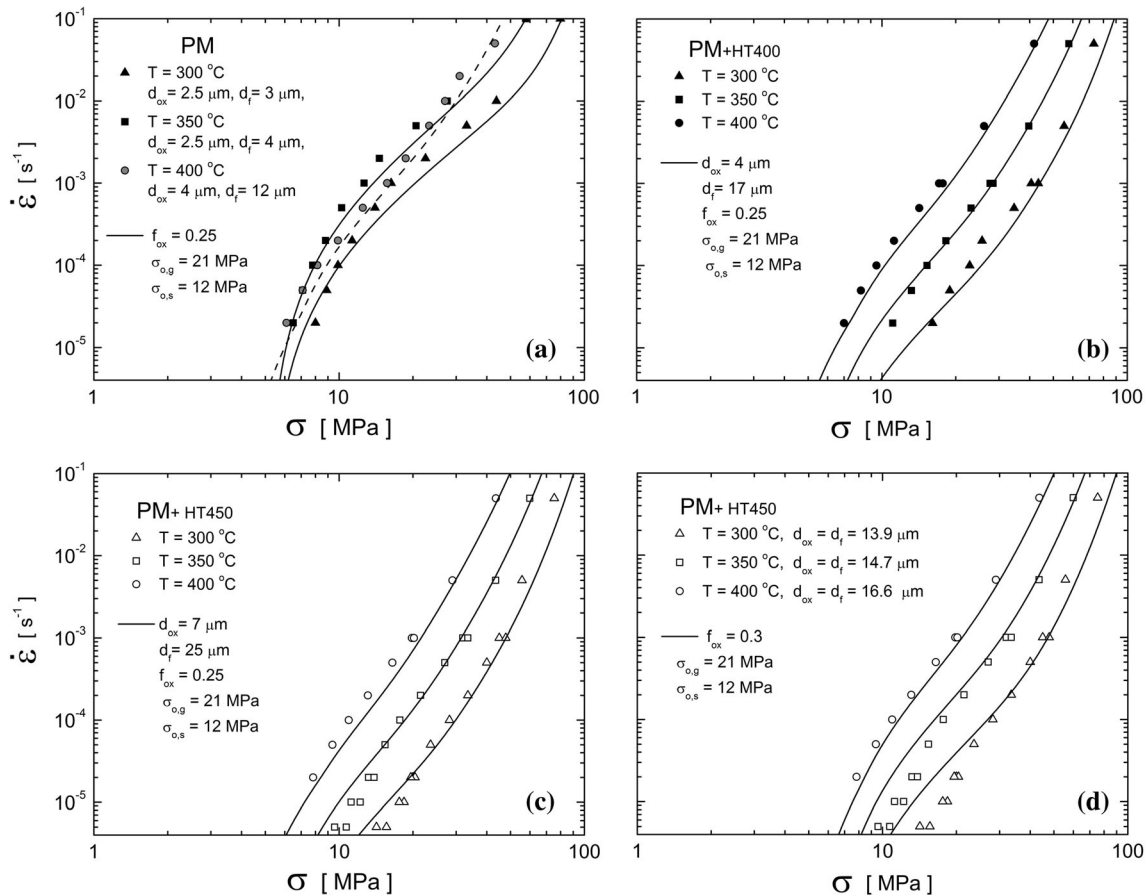 PM
T = 300 °C
d_ox = 2.5 μm, d_f = 3 μm,
T = 350 °C
d_ox = 2.5 μm, d_f = 4 μm,
T = 400 °C
d_ox = 4 μm, d_f = 12 μm
f_ox = 0.25
σ_o,g = 21 MPa
σ_o,s = 12 MPa
(a)
10^-1
10^-2
10^-3
10^-4
10^-5
ε̇ [ s^-1 ]
1
10
100
σ [ MPa ]
PM+HT400
T = 300 °C
T = 350 °C
T = 400 °C
d_ox = 4 μm
d_f = 17 μm
f_ox = 0.25
σ_o,g = 21 MPa
σ_o,s = 12 MPa
(b)
1
10
100
σ [ MPa ]
PM+ HT450
T = 300 °C
T = 350 °C
T = 400 °C
d_ox = 7 μm
d_f = 25 μm
f_ox = 0.25
σ_o,g = 21 MPa
σ_o,s = 12 MPa
(c)
10^-1
10^-2
10^-3
10^-4
10^-5
ε̇ [ s^-1 ]
1
10
100
σ [ MPa ]
PM+ HT450
T = 300 °C, d_ox = d_f = 13.9 μm
T = 350 °C, d_ox = d_f = 14.7 μm
T = 400 °C, d_ox = d_f = 16.6 μm
f_ox = 0.3
σ_o,g = 21 MPa
σ_o,s = 12 MPa
(d)
1
10
100
σ [ MPa ]